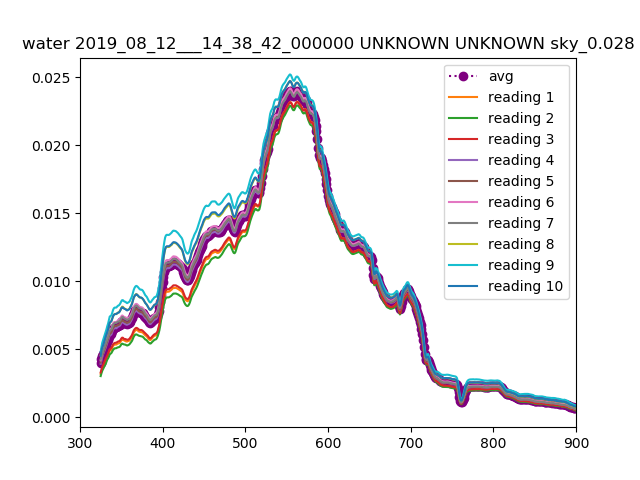 water 2019_08_12___14_38_42_000000 UNKNOWN UNKNOWN sky_0.028
0.025
0.020
0.015
0.010
0.005
0.000
300 400 500 600 700 800 900
avg
reading 1
reading 2
reading 3
reading 4
reading 5
reading 6
reading 7
reading 8
reading 9
reading 10